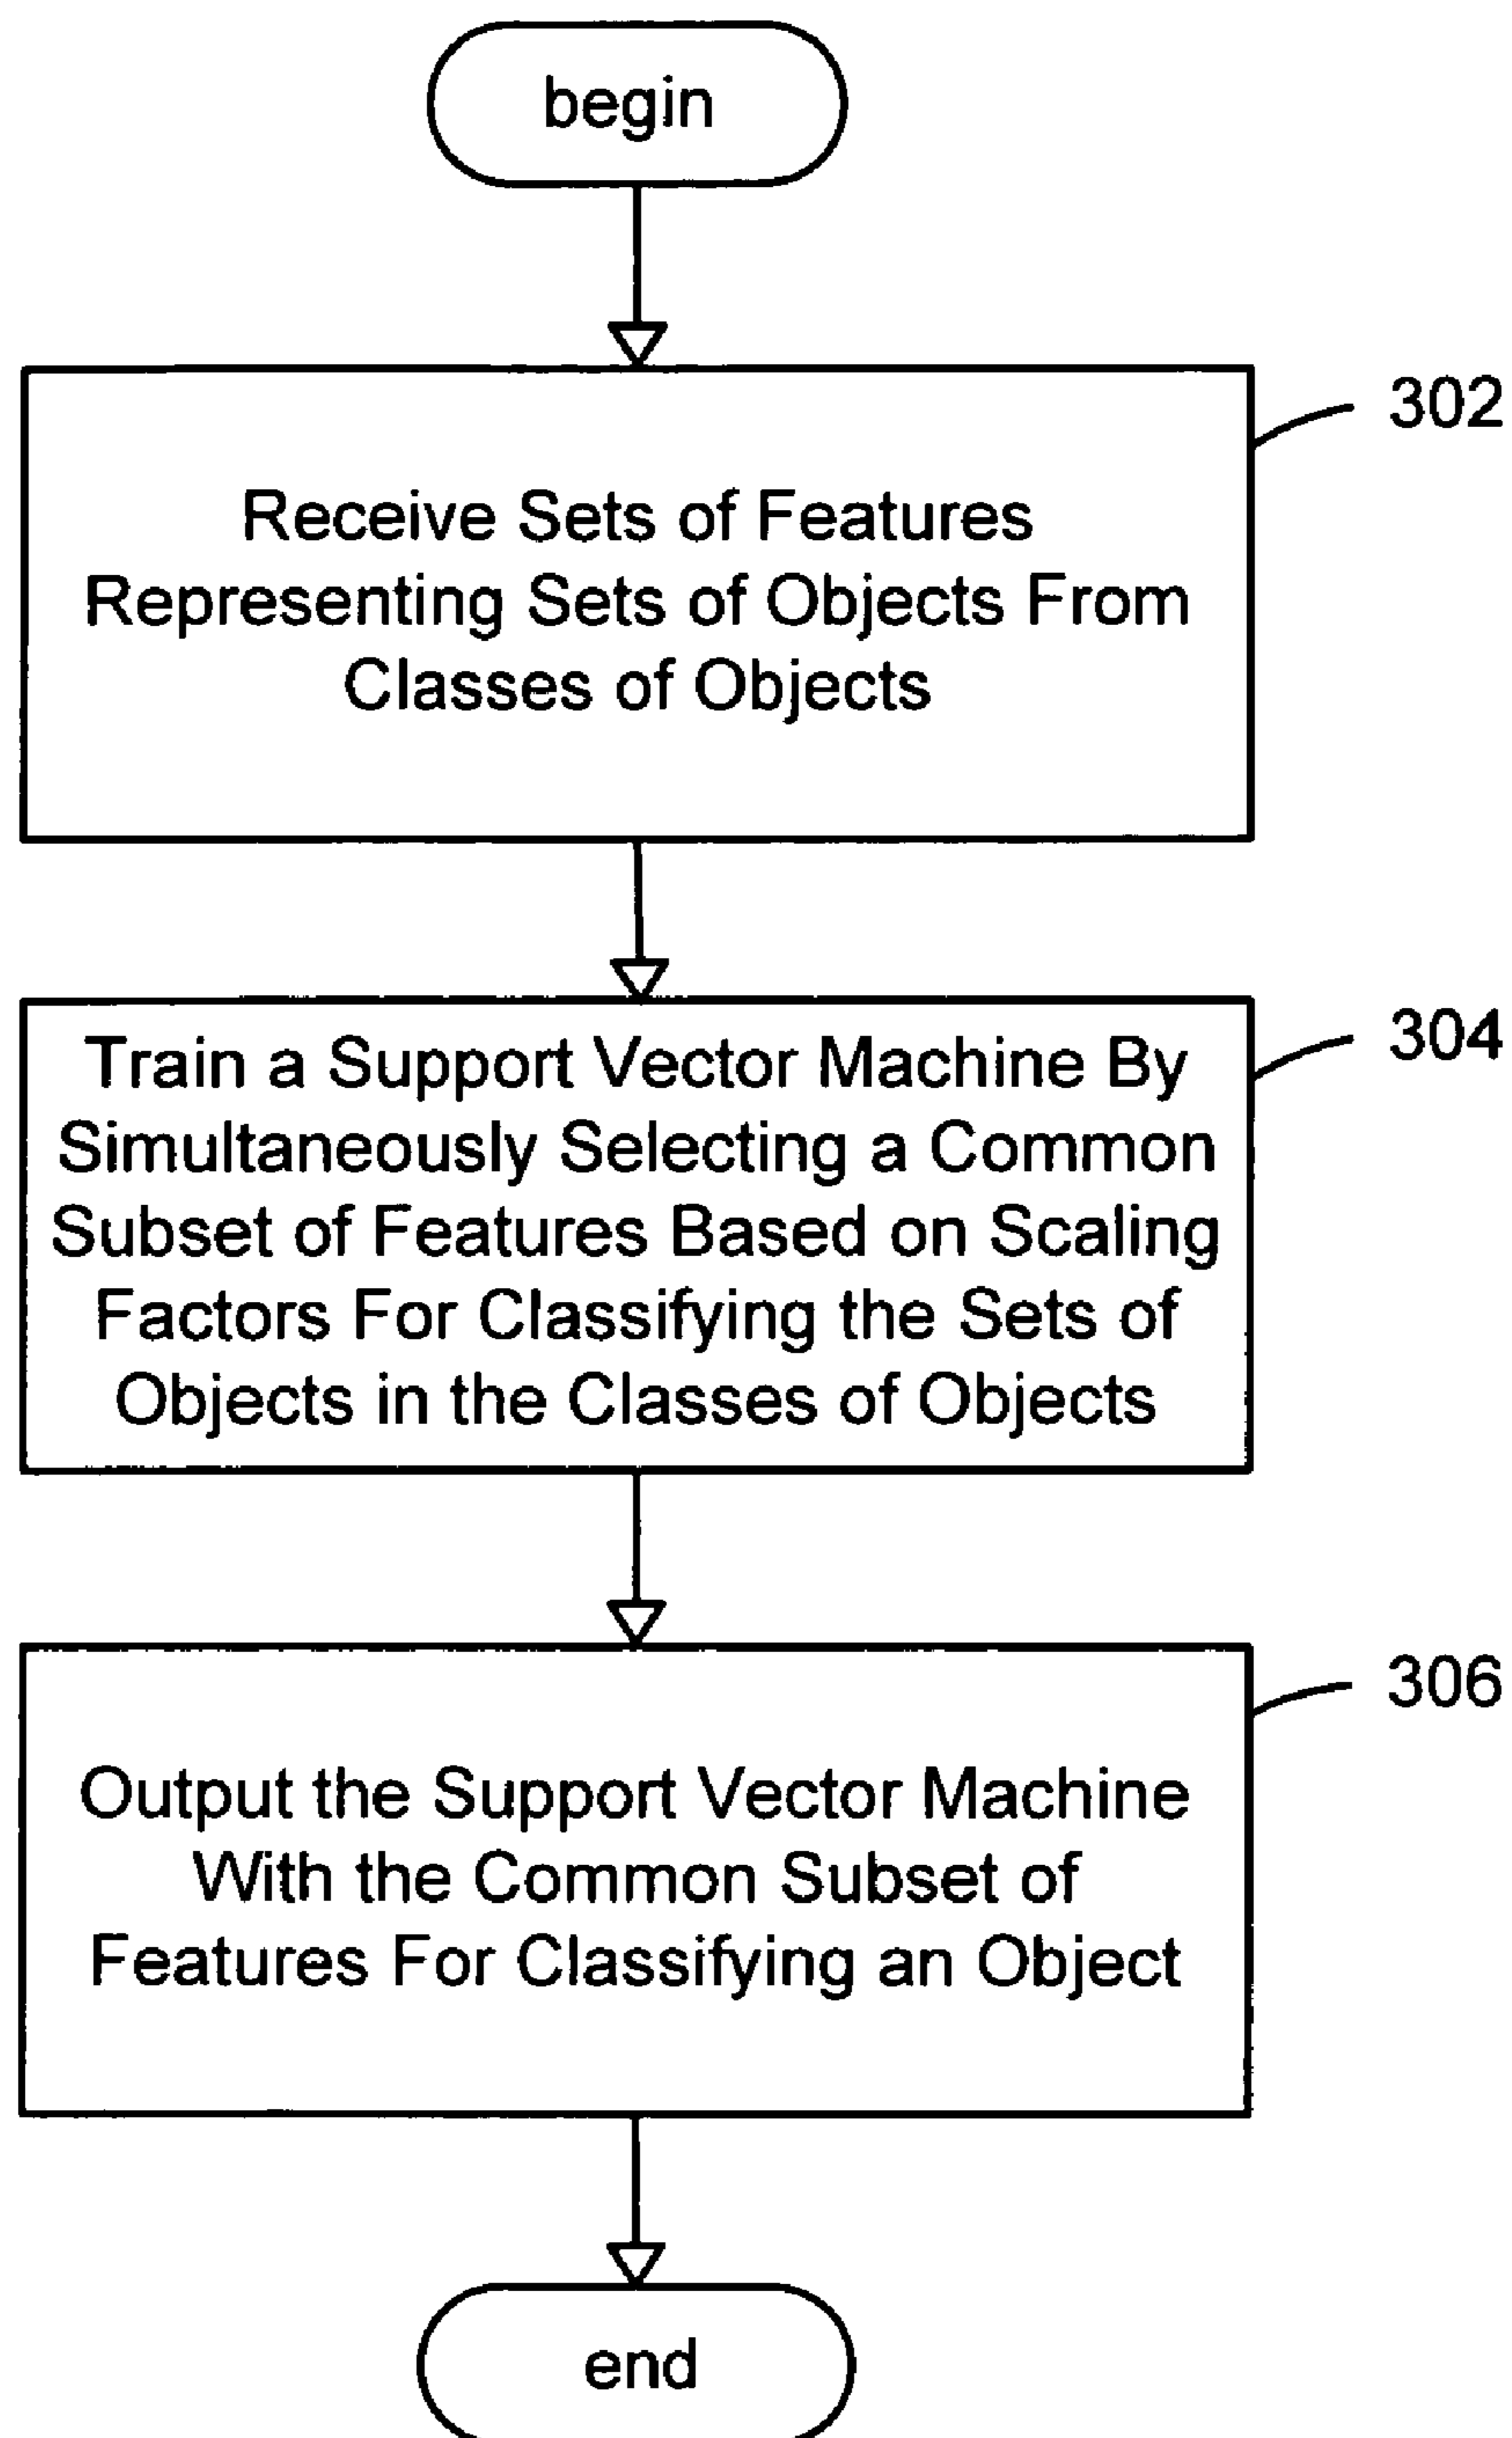 begin
302
Receive Sets of Features
Representing Sets of Objects From
Classes of Objects
304
Train a Support Vector Machine By
Simultaneously Selecting a Common
Subset of Features Based on Scaling
Factors For Classifying the Sets of
Objects in the Classes of Objects
306
Output the Support Vector Machine
With the Common Subset of
Features For Classifying an Object
end